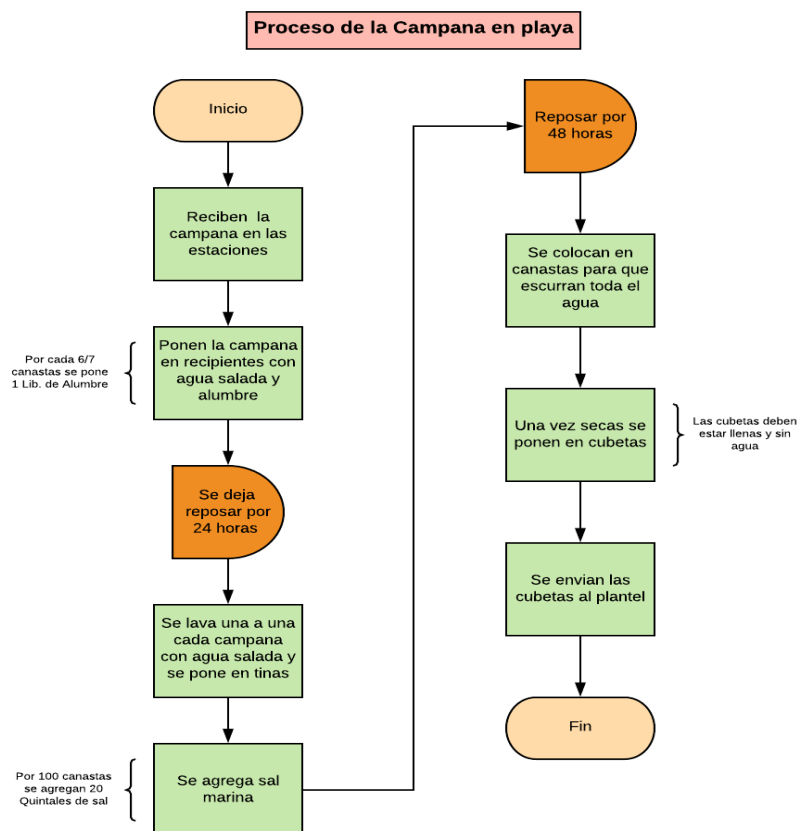 Proceso de la Campana en playa
Inicio
Reciben la
campana en las
estaciones
Por cada 6/7
canastas se pone
1 Lib. de Alumbre
Ponen la campana
en recipientes con
agua salada y
alumbre
Se deja
reposar por
24 horas
Se lava una a una
cada campana
con agua salada y
se pone en tinas
Por 100 canastas
se agregan 20
Quintales de sal
Se agrega sal
marina
Reposar por
48 horas
Se colocan en
canastas para que
escurran toda el
agua
Una vez secas se
ponen en cubetas
Las cubetas deben
estar llenas y sin
agua
Se envian las
cubetas al plantel
Fin